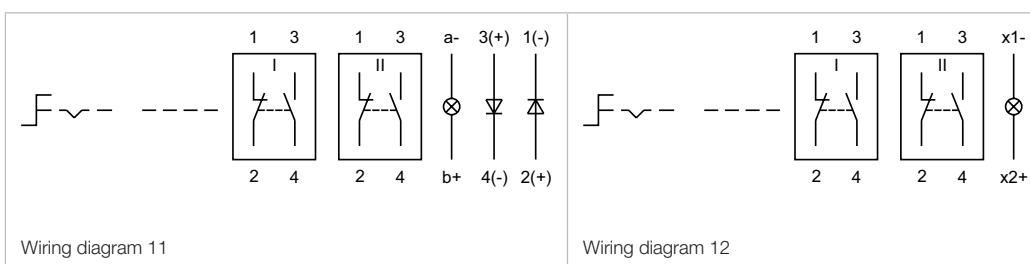 1 3 1 3 a- 3(+) 1(-)
I II
2 4 2 4 b+ 4(-) 2(+)
Wiring diagram 11
1 3 1 3 x1-
I II
2 4 2 4 x2+
Wiring diagram 12